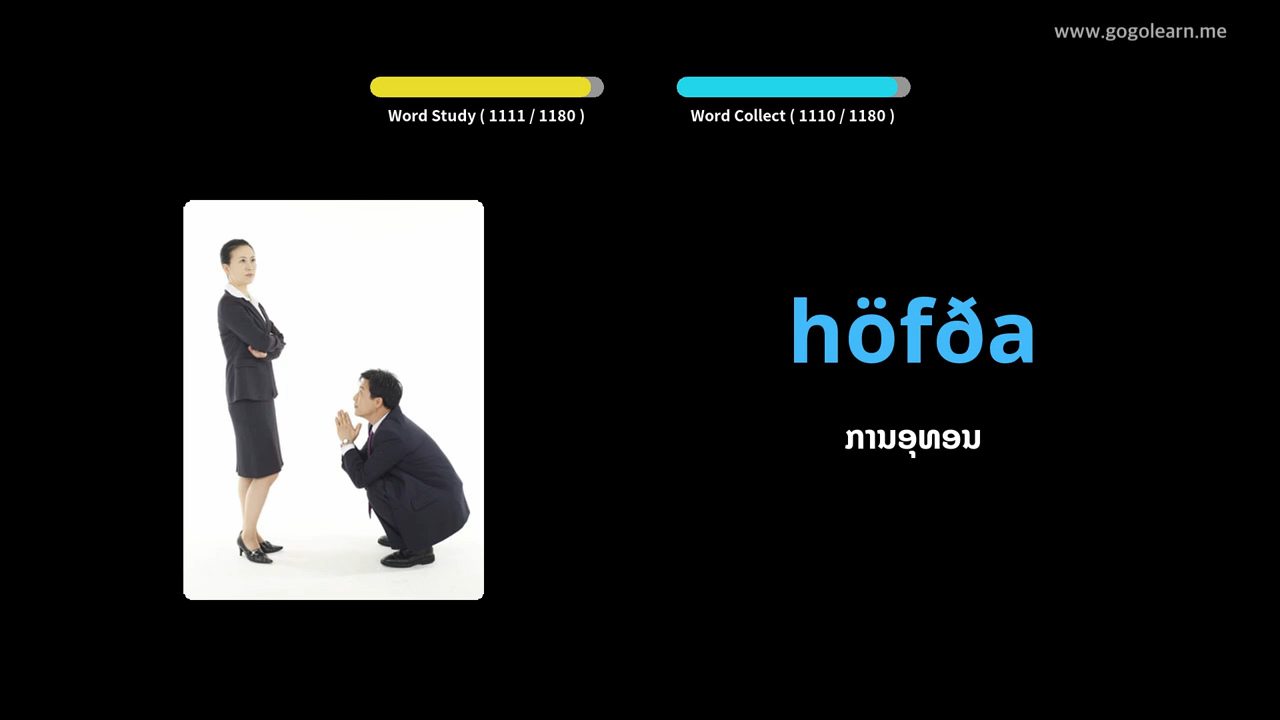 www.gogolearn.me
Word Study ( 1111 / 1180 )
Word Collect ( 1110 / 1180 )
höfða
ການອຸທອນ